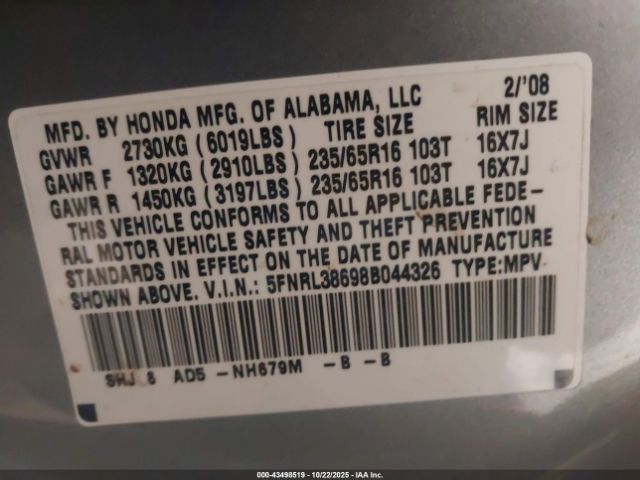 MFD. BY HONDA MFG. OF ALABAMA, LLC 2/'08
GVWR 2730KG (6019LBS) TIRE SIZE RIM SIZE
GAWR F 1320KG (2910LBS) 235/65R16 103T 16X7J
GAWR R 1450KG (3197LBS) 235/65R16 103T 16X7J
THIS VEHICLE CONFORMS TO ALL APPLICABLE FEDE-
RAL MOTOR VEHICLE SAFETY AND THEFT PREVENTION
STANDARDS IN EFFECT ON THE DATE OF MANUFACTURE
SHOWN ABOVE. V.I.N.: 5FNRL38698B044326 TYPE:MPV
SHJ 8 AD5 -NH679M -B -B
000-43498519 - 10/22/2025 - IAA Inc.